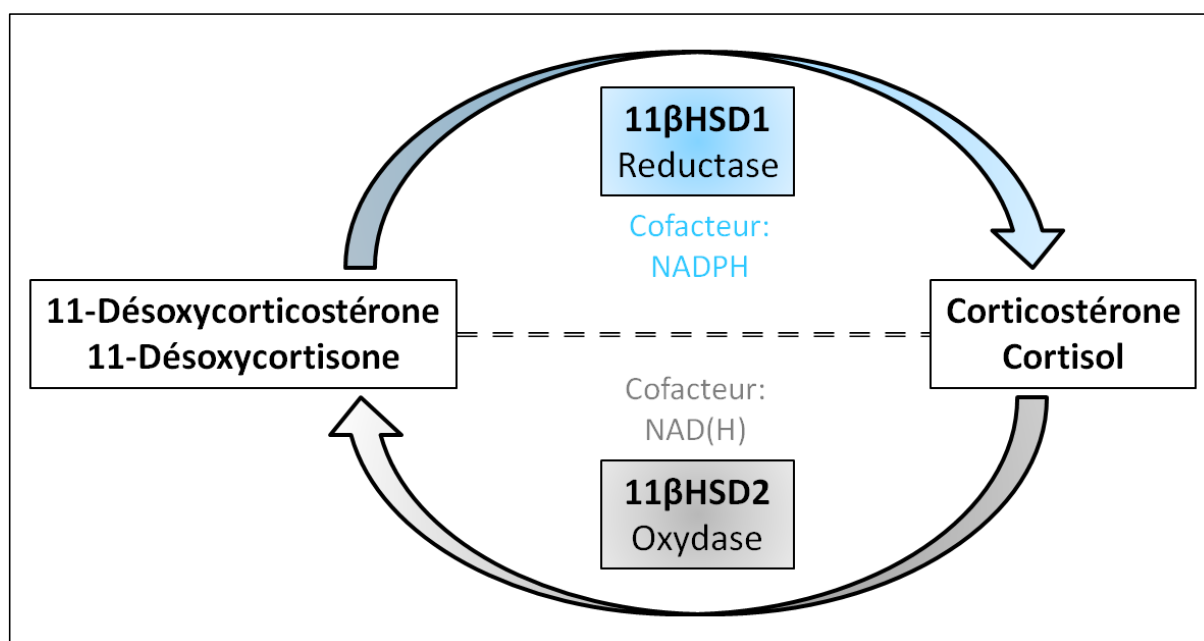 11βHSD1
Reductase
Cofacteur:
NADPH
11-Désoxycorticostérone
11-Désoxycortisone
Corticostérone
Cortisol
Cofacteur:
NAD(H)
11βHSD2
Oxydase